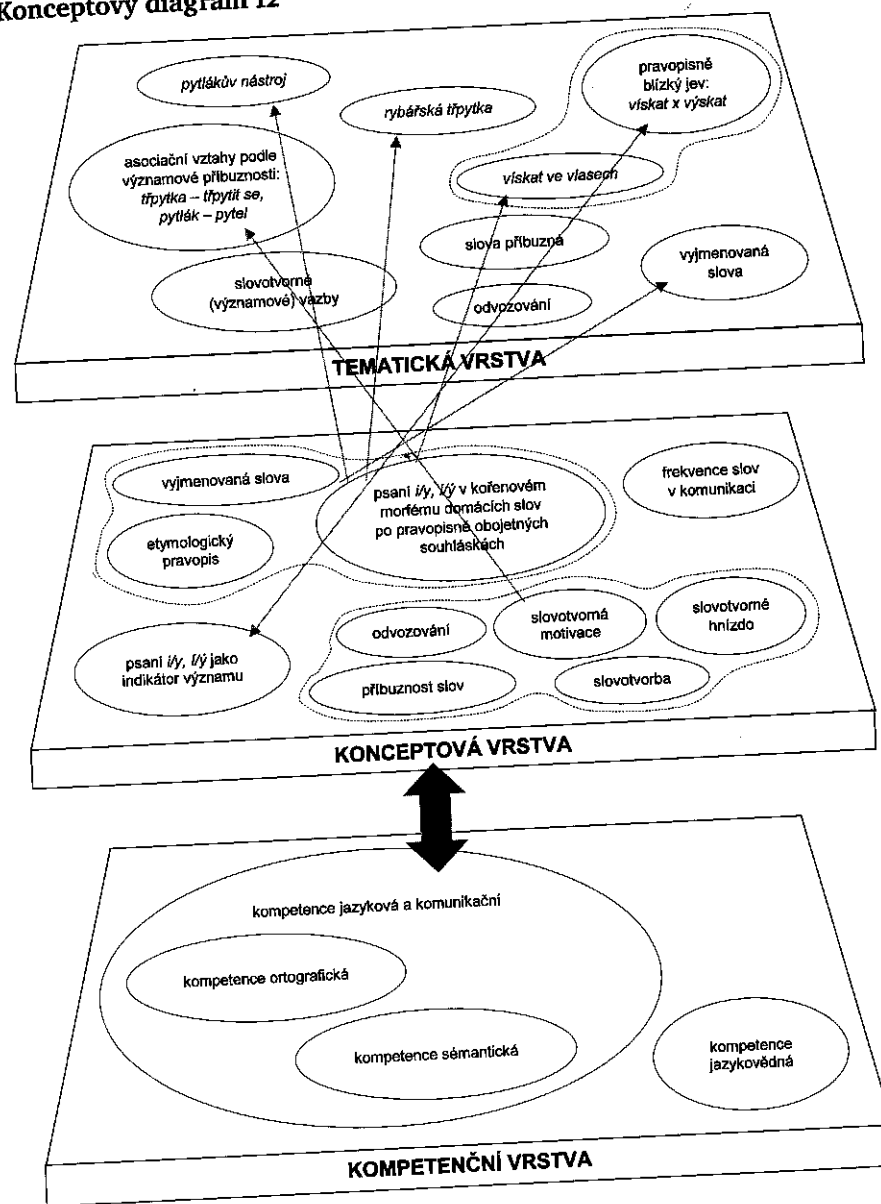 Konceptový diagram 12
pytlákův nástroj
rybářská třpytka
pravopisně
blízký jev:
vískat x výskat
asociační vztahy podle
významové příbuznosti:
třpytka – třpytit se,
pytlák – pytel
vískat ve vlasech
slova příbuzná
vyjmenovaná
slova
slovotvorné
(významové) vazby
odvozování
TEMATICKÁ VRSTVA
vyjmenovaná slova
psaní i/y, í/ý v kořenovém
morfému domácích slov
po pravopisně obojetných
souhláskách
frekvence slov
v komunikaci
etymologický
pravopis
odvozování
slovotvorná
motivace
slovotvorné
hnízdo
psaní i/y, í/ý jako
indikátor významu
příbuznost slov
slovotvorba
KONCEPTOVÁ VRSTVA
kompetence jazyková a komunikační
kompetence ortografická
kompetence sémantická
kompetence
jazykovědná
KOMPETENČNÍ VRSTVA